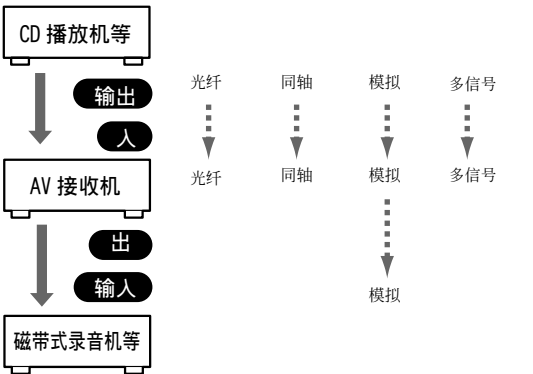 CD 播放机等
输出
光纤 同轴 模拟 多信号
入
AV 接收机
光纤 同轴 模拟 多信号
出
输入
模拟
磁带式录音机等